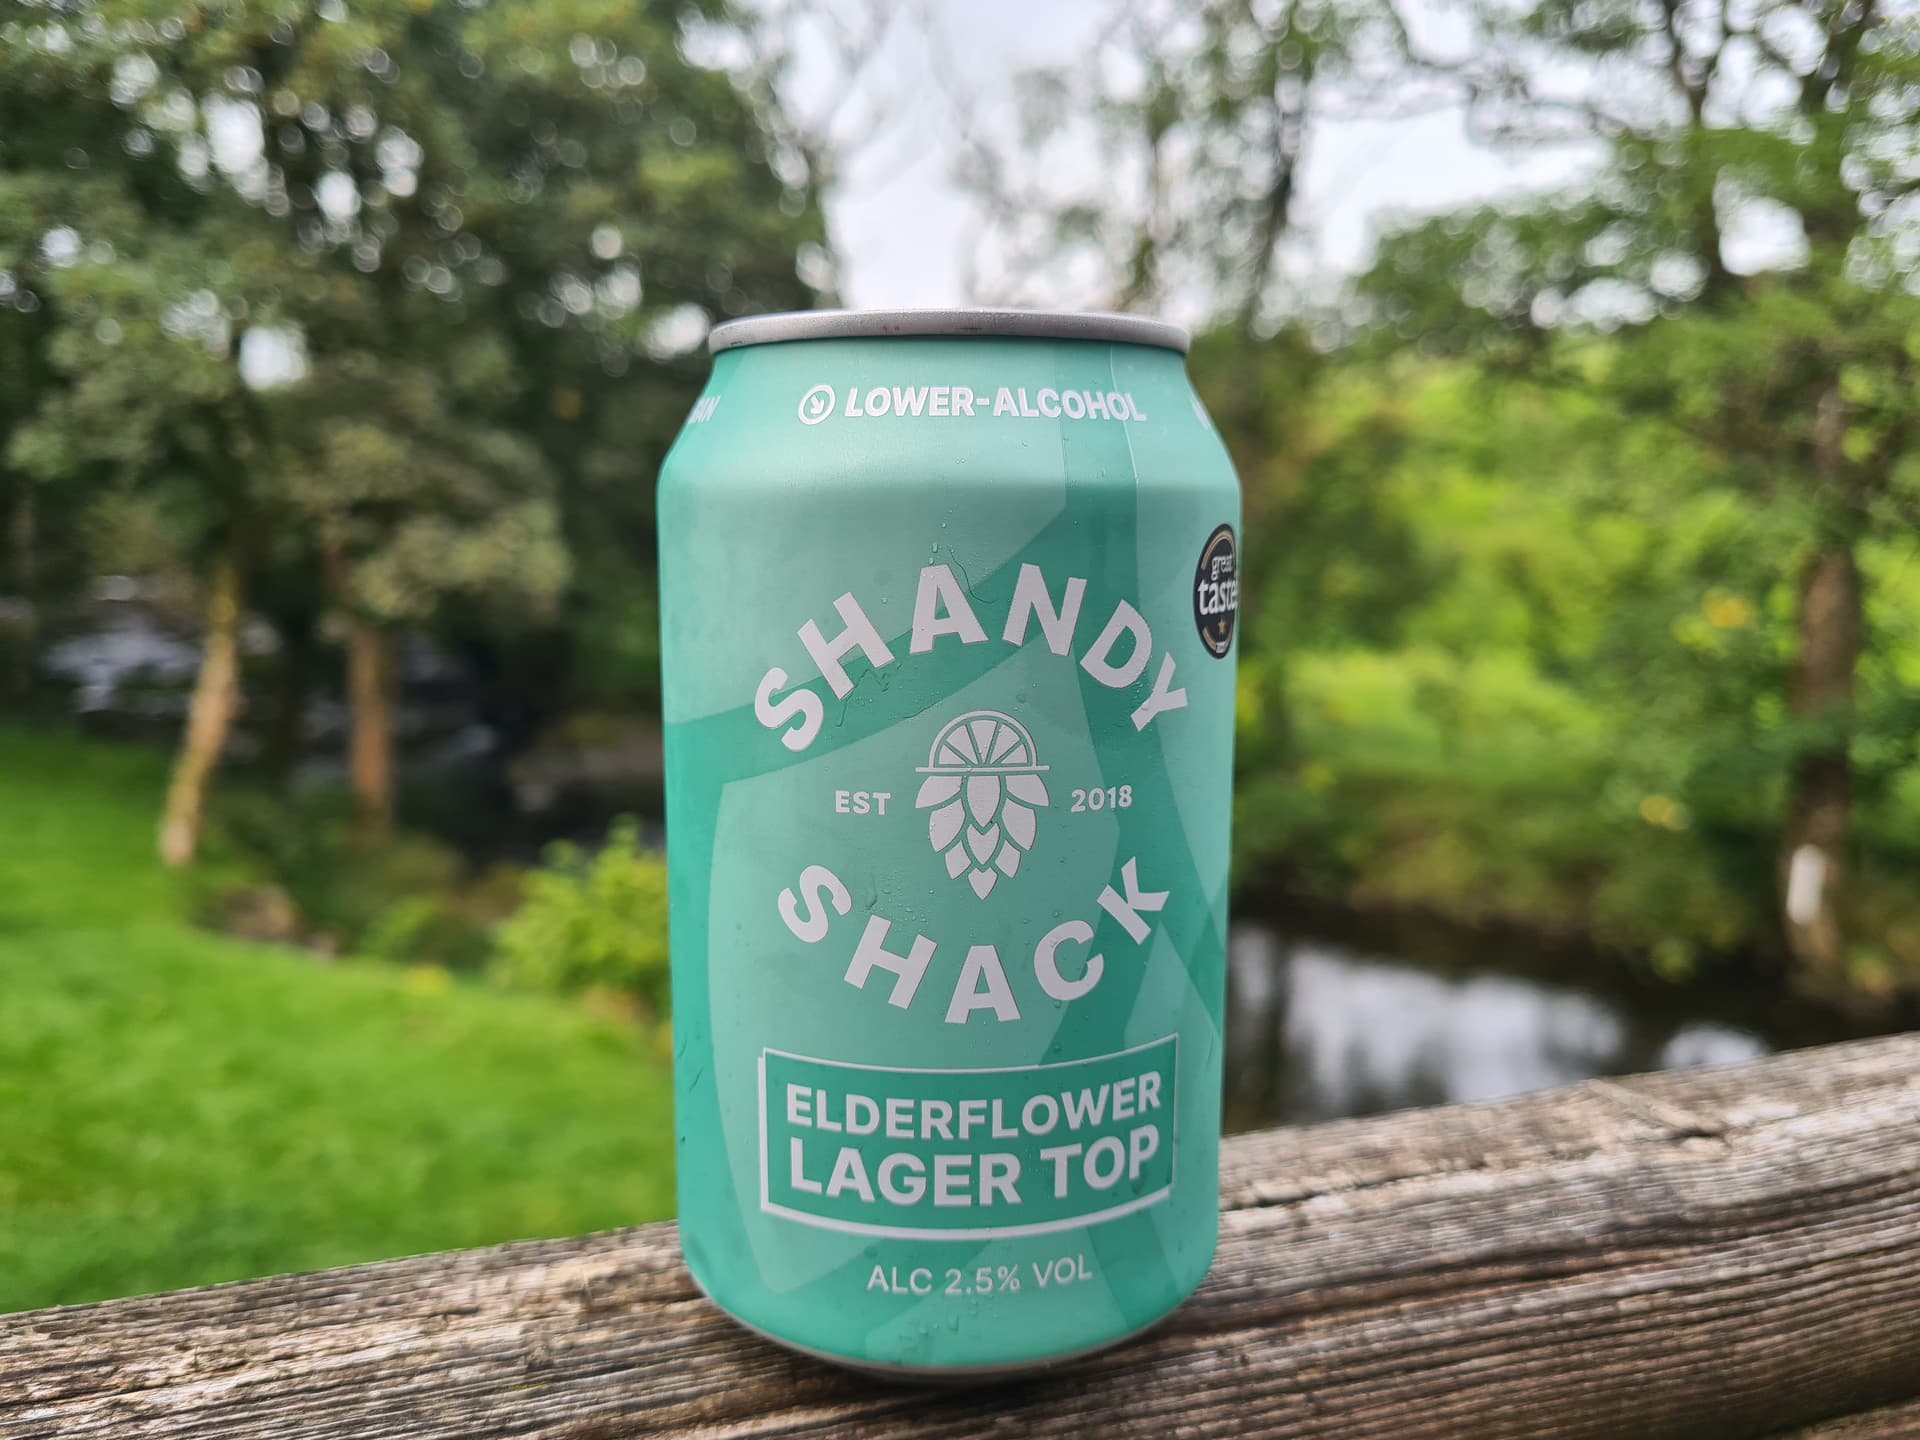 LOWER-ALCOHOL
great
taste
SHANDY
EST 2018
SHACK
ELDERFLOWER
LAGER TOP
ALC 2.5% VOL